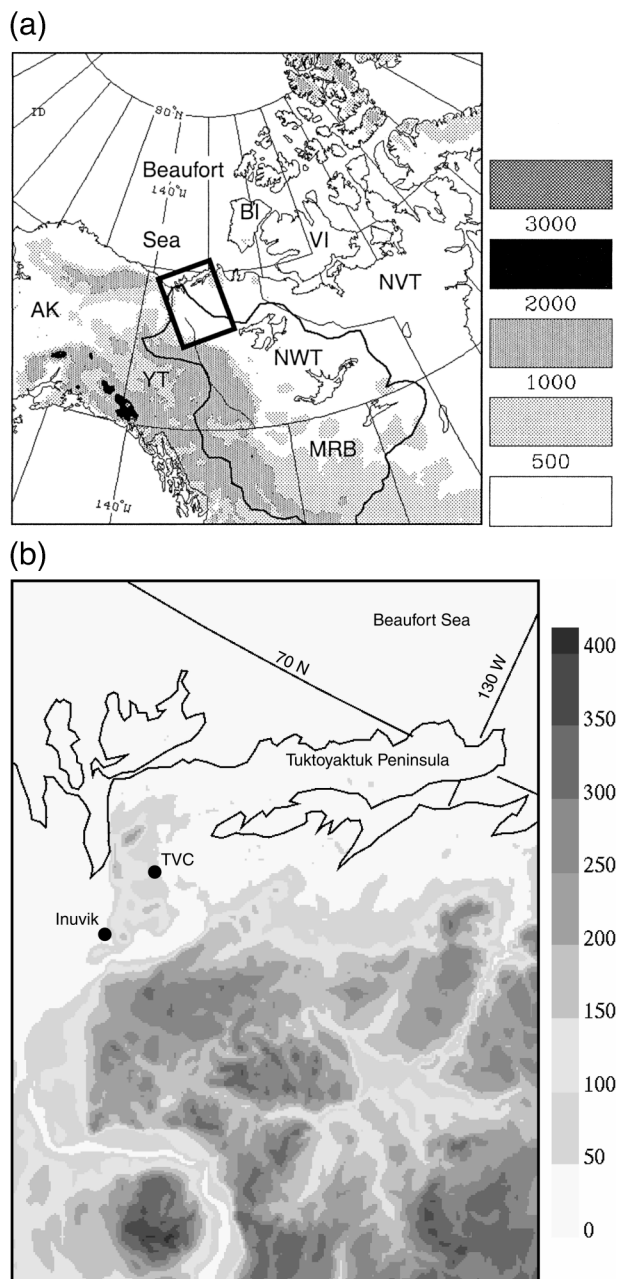 (a)
ID
80°N
Beaufort
140°W
BI
Sea
VI
NVT
AK
NWT
YT
MRB
140°W
3000
2000
1000
500
(b)
Beaufort Sea
70 N
130 W
Tuktoyaktuk Peninsula
TVC
Inuvik
400
350
300
250
200
150
100
50
0